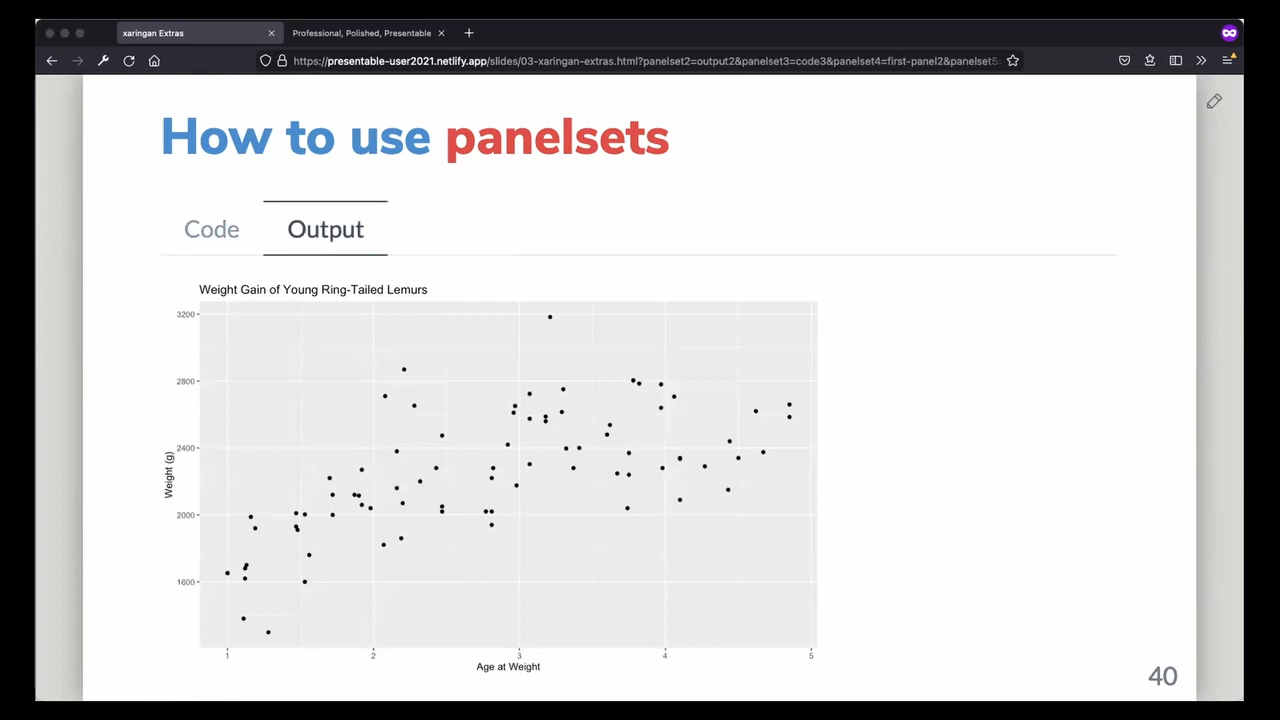 xaringan Extras
Professional, Polished, Presentable
https://presentable-user2021.netlify.app/slides/03-xaringan-extras.html?panelset2=output2&panelset3=code3&panelset4=first-panel2&panelset5
How to use panelsets
Code
Output
Weight Gain of Young Ring-Tailed Lemurs
3200
2800
2400
2000
1600
Weight (g)
1 2 3 4 5
Age at Weight
40